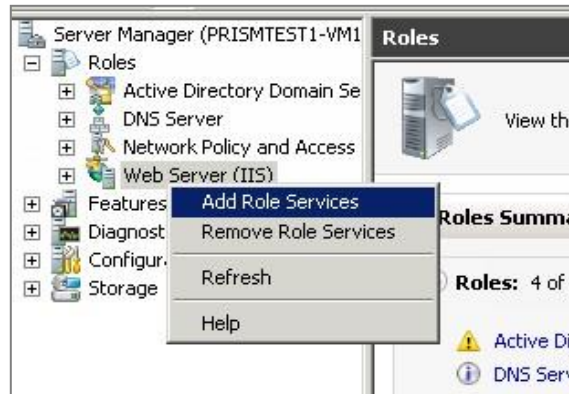 Server Manager (PRISMTEST1-VM1
Roles
Active Directory Domain Se
DNS Server
Network Policy and Access
Web Server (IIS)
Features
Diagnost
Configur
Storage
Add Role Services
Remove Role Services
Refresh
Help
Roles
View th
Roles Summa
Roles: 4 of
Active Di
DNS Serv